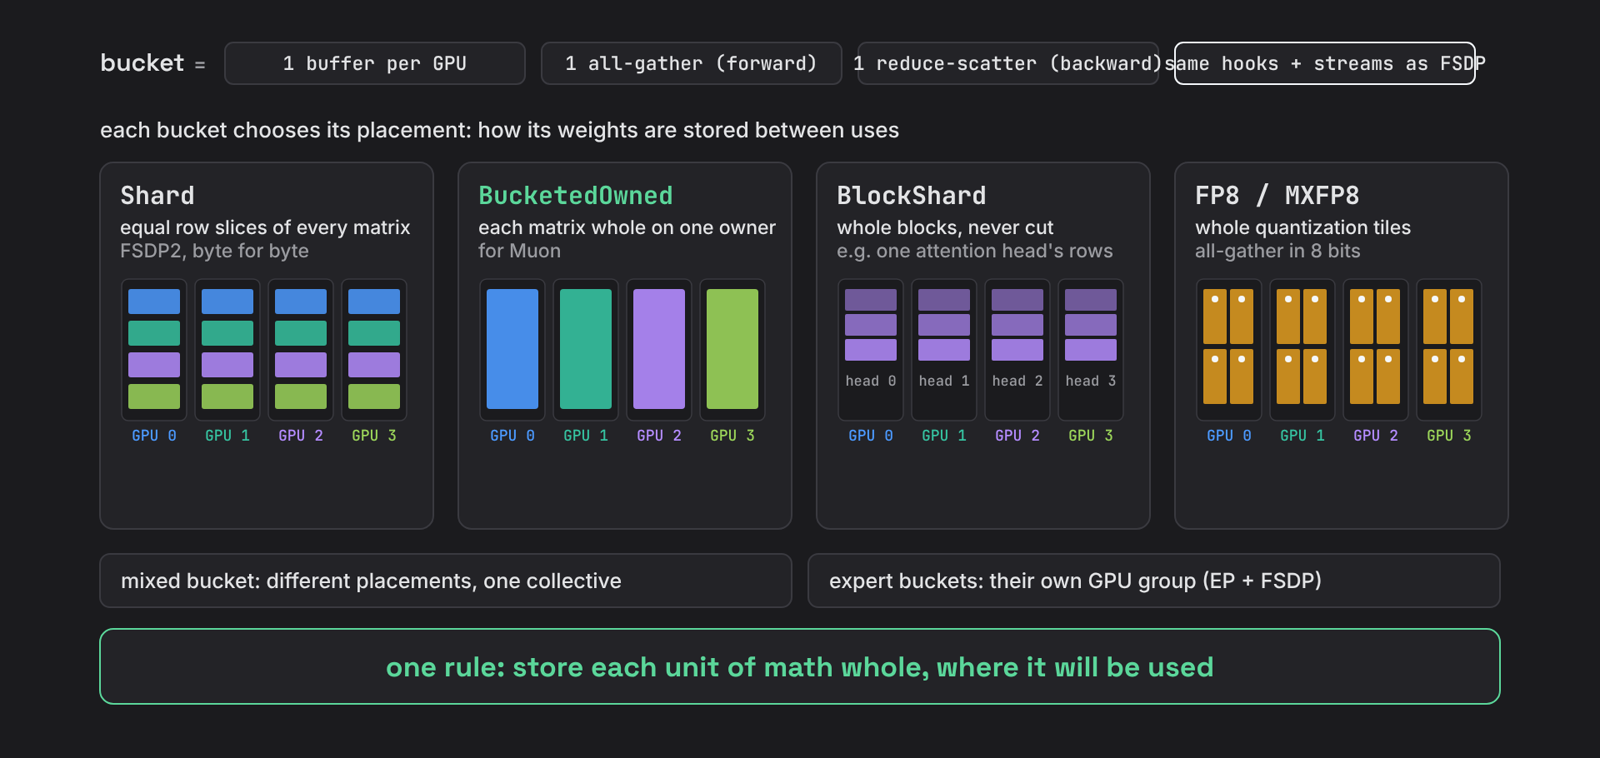 bucket = 1 buffer per GPU 1 all-gather (forward) 1 reduce-scatter (backward) same hooks + streams as FSDP
each bucket chooses its placement: how its weights are stored between uses
Shard
equal row slices of every matrix
FSDP2, byte for byte
GPU 0 GPU 1 GPU 2 GPU 3
BucketedOwned
each matrix whole on one owner
for Muon
GPU 0 GPU 1 GPU 2 GPU 3
BlockShard
whole blocks, never cut
e.g. one attention head's rows
head 0 head 1 head 2 head 3
GPU 0 GPU 1 GPU 2 GPU 3
FP8 / MXFP8
whole quantization tiles
all-gather in 8 bits
GPU 0 GPU 1 GPU 2 GPU 3
mixed bucket: different placements, one collective
expert buckets: their own GPU group (EP + FSDP)
one rule: store each unit of math whole, where it will be used